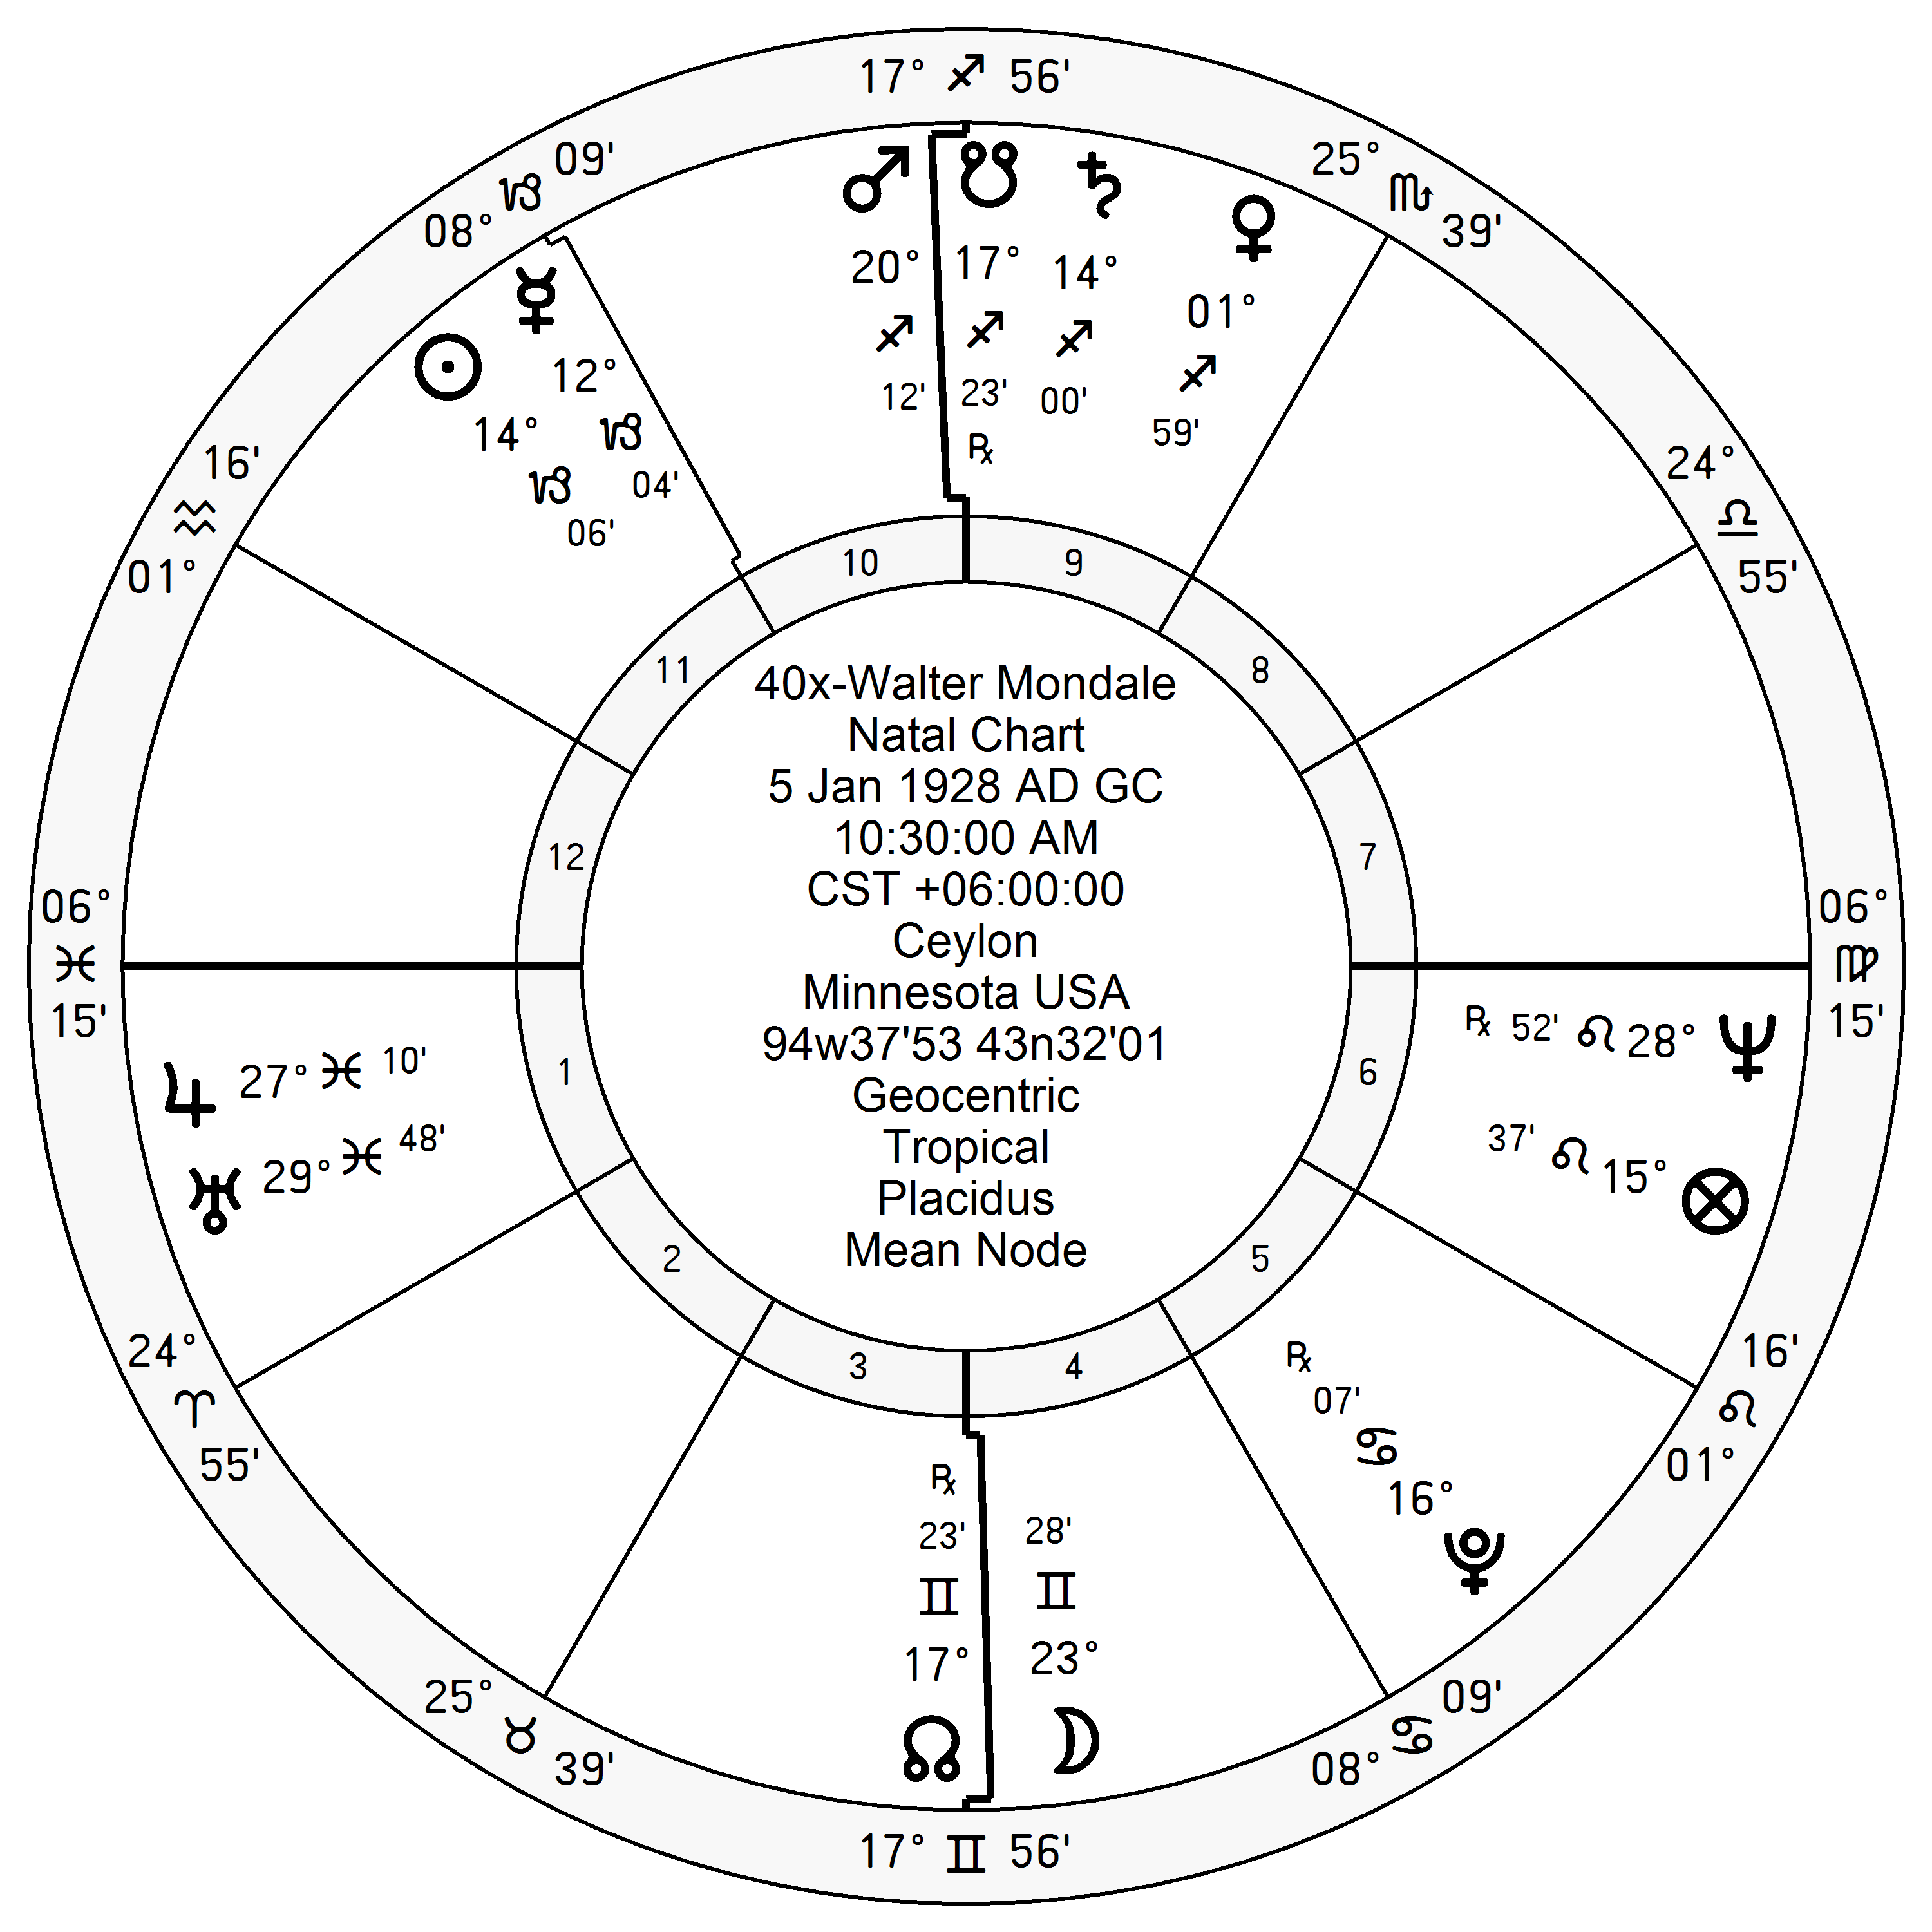 17° ♐ 56'
09'
♑
08°
25°
♏
39'
16'
♒
01°
24°
♎
55'
06°
♓
15'
06°
♍
15'
24°
♈
55'
16'
♌
01°
25°
♉
39'
09'
♋
08°
17° ♊ 56'
♂ 20° ♐ 12'
☋ 17° ♐ 23' ℞
♄ 14° ♐ 00'
♀ 01° ♐ 59'
☿ 12° ♑ 04'
☉ 14° ♑ 06'
♃ 27° ♓ 10'
♅ 29° ♓ 48'
℞ 52' ♌ 28° ♆
37' ♌ 15° ⊗
℞ 07' ♋ 16° ♇
℞ 23' ♊ 17° ☊
28' ♊ 23° ☽
10
9
11
8
12
7
1
6
2
5
3
4
40x-Walter Mondale
Natal Chart
5 Jan 1928 AD GC
10:30:00 AM
CST +06:00:00
Ceylon
Minnesota USA
94w37'53 43n32'01
Geocentric
Tropical
Placidus
Mean Node